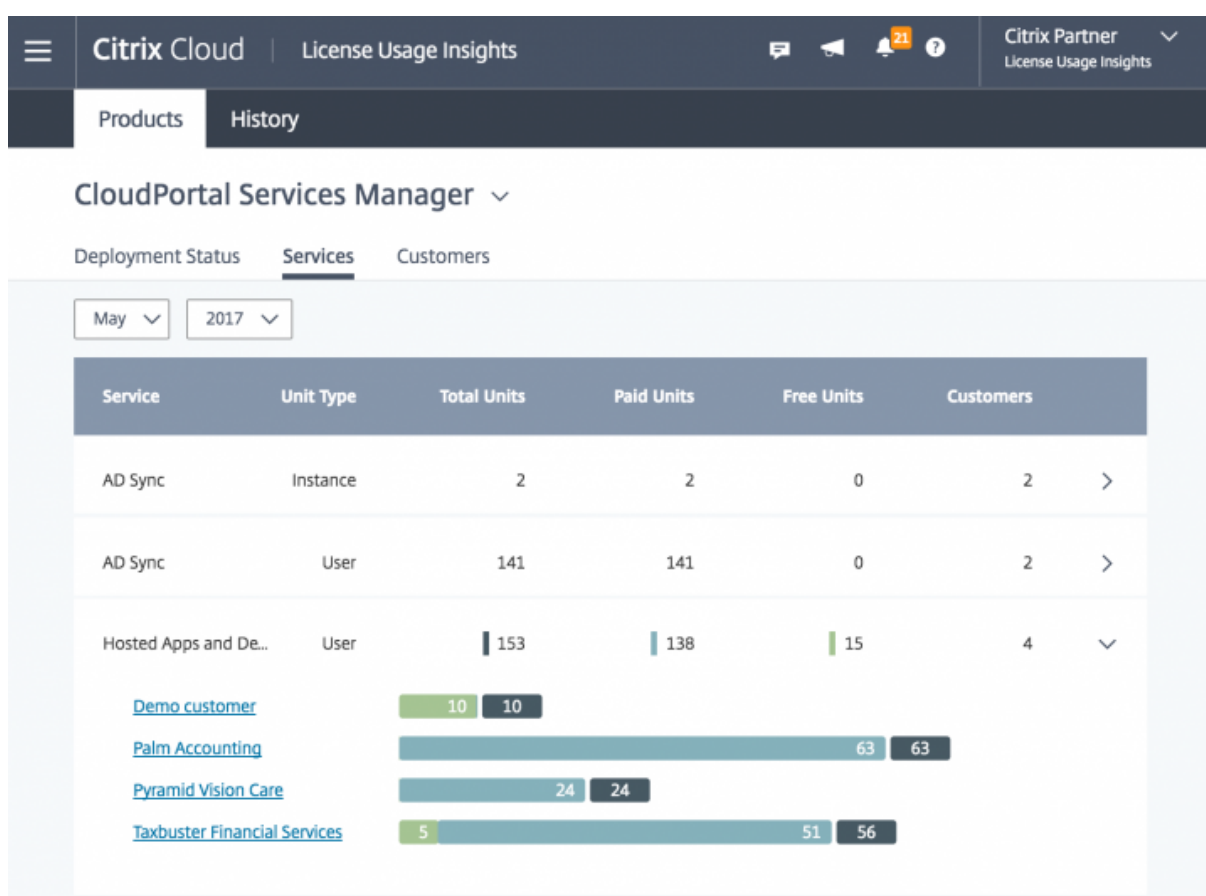 Citrix Cloud | License Usage Insights 21 ? Citrix Partner
License Usage Insights
Products History
CloudPortal Services Manager
Deployment Status Services Customers
May 2017
Service Unit Type Total Units Paid Units Free Units Customers
AD Sync Instance 2 2 0 2
AD Sync User 141 141 0 2
Hosted Apps and De... User 153 138 15 4
Demo customer 10 10
Palm Accounting 63 63
Pyramid Vision Care 24 24
Taxbuster Financial Services 5 51 56